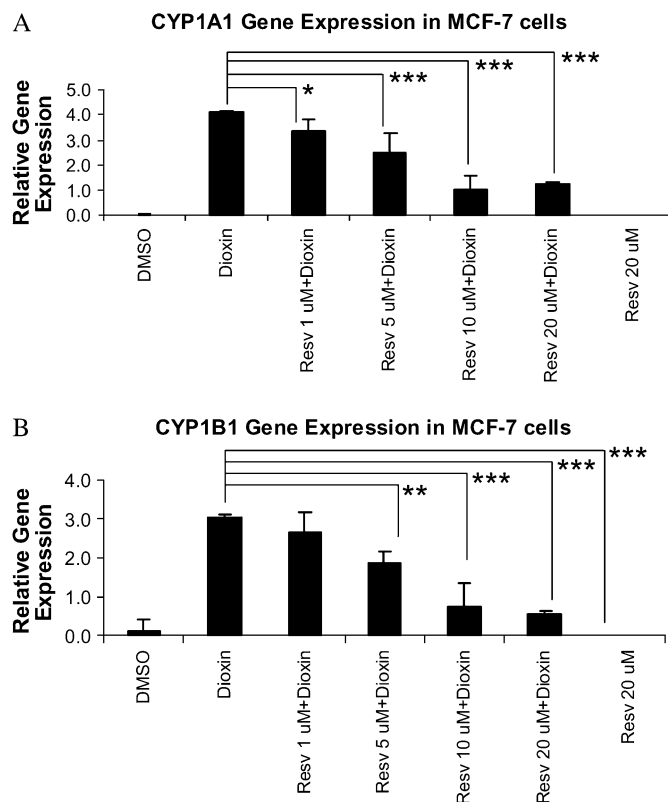 A
CYP1A1 Gene Expression in MCF-7 cells
Relative Gene
Expression
5.0
4.0
3.0
2.0
1.0
0.0
*
***
***
***
DMSO
Dioxin
Resv 1 uM+Dioxin
Resv 5 uM+Dioxin
Resv 10 uM+Dioxin
Resv 20 uM+Dioxin
Resv 20 uM
B
CYP1B1 Gene Expression in MCF-7 cells
Relative Gene
Expression
4.0
3.0
2.0
1.0
0.0
**
***
***
***
DMSO
Dioxin
Resv 1 uM+Dioxin
Resv 5 uM+Dioxin
Resv 10 uM+Dioxin
Resv 20 uM+Dioxin
Resv 20 uM